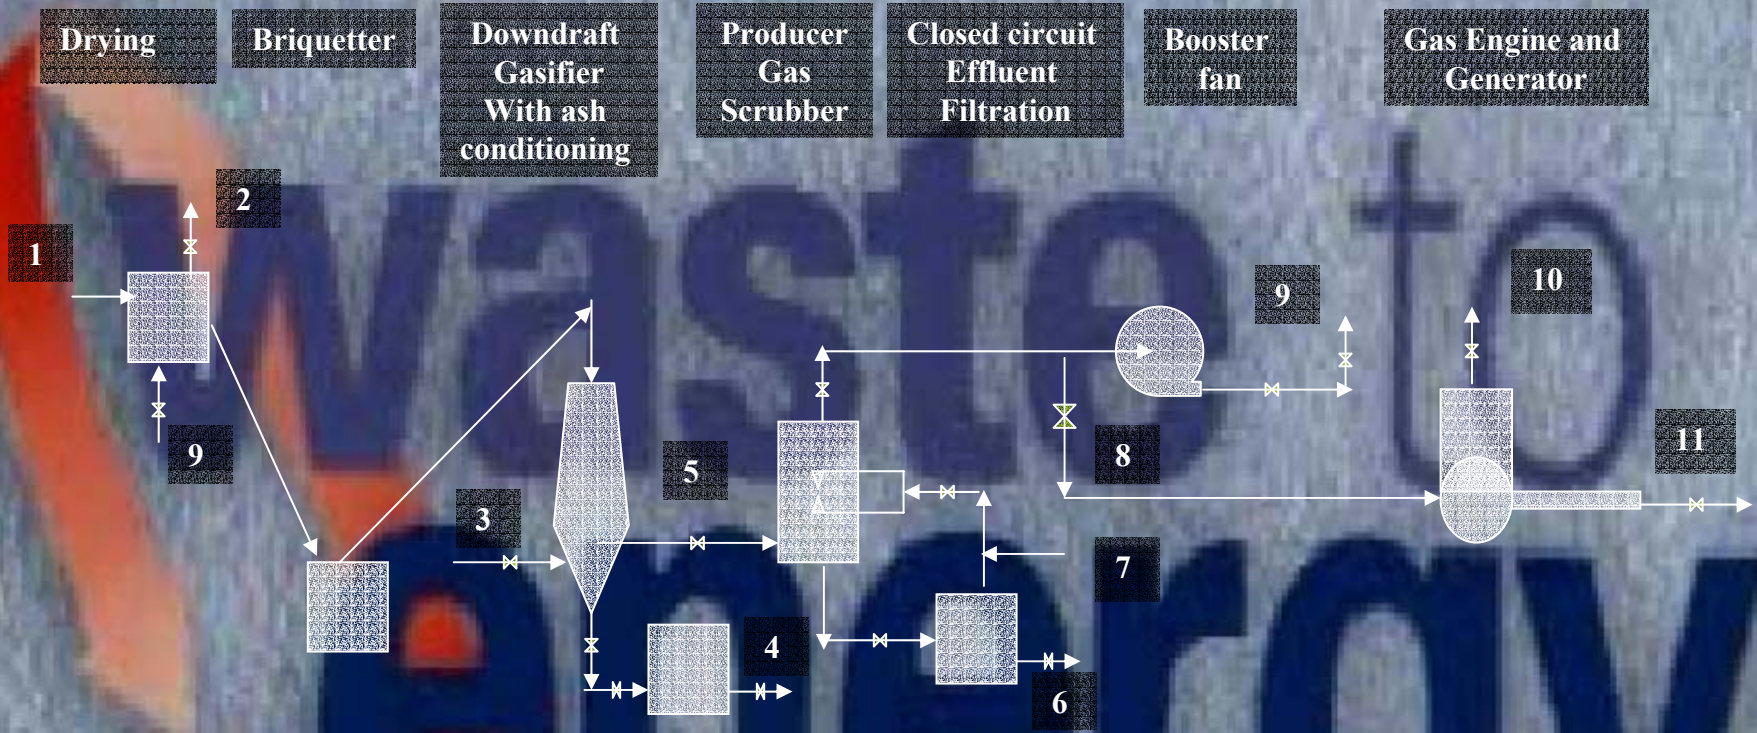 Drying
Briquetter
Downdraft
Gasifier
With ash
conditioning
Producer
Gas
Scrubber
Closed circuit
Effluent
Filtration
Booster
fan
Gas Engine and
Generator
waste to
energy
1
2
9
3
5
4
8
7
6
9
10
11